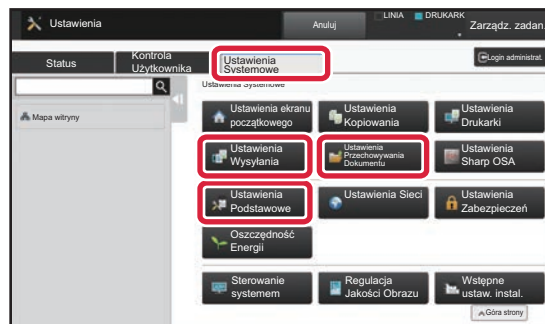 Ustawienia
Anuluj
LINIA
DRUKARK
Zarządz. zadan
Status
Kontrola
Użytkownika
Ustawienia
Systemowe
Login administrat.
Ustawienia Systemowe
Mapa witryny
Ustawienia ekranu
początkowego
Ustawienia
Kopiowania
Ustawienia
Drukarki
Ustawienia
Wysyłania
Ustawienia
Przechowywania
Dokumentu
Ustawienia
Sharp OSA
Ustawienia
Podstawowe
Ustawienia Sieci
Ustawienia
Zabezpieczeń
Oszczędność
Energii
Sterowanie
systemem
Regulacja
Jakości Obrazu
Wstępne
ustaw. instal.
Góra strony